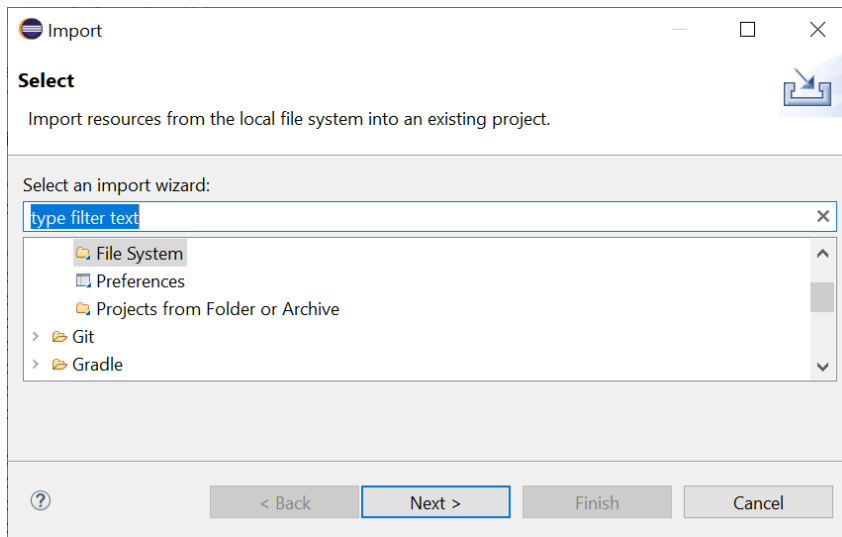 Import
Select
Import resources from the local file system into an existing project.
Select an import wizard:
type filter text
File System
Preferences
Projects from Folder or Archive
Git
Gradle
< Back Next > Finish Cancel